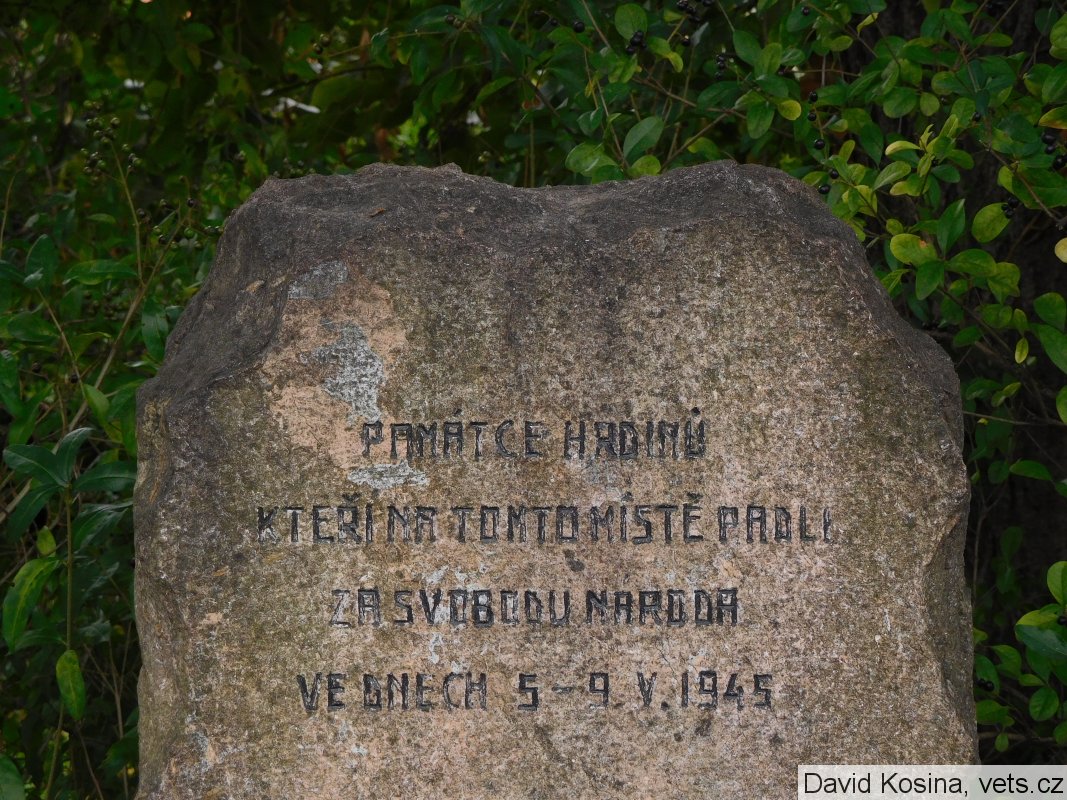 PAMÁTCE HRDINŮ
KTEŘÍ NA TOMTO MÍSTĚ PADLI
ZA SVOBODU NÁRODA
VE DNECH 5-9.V.1945
David Kosina, vets.cz